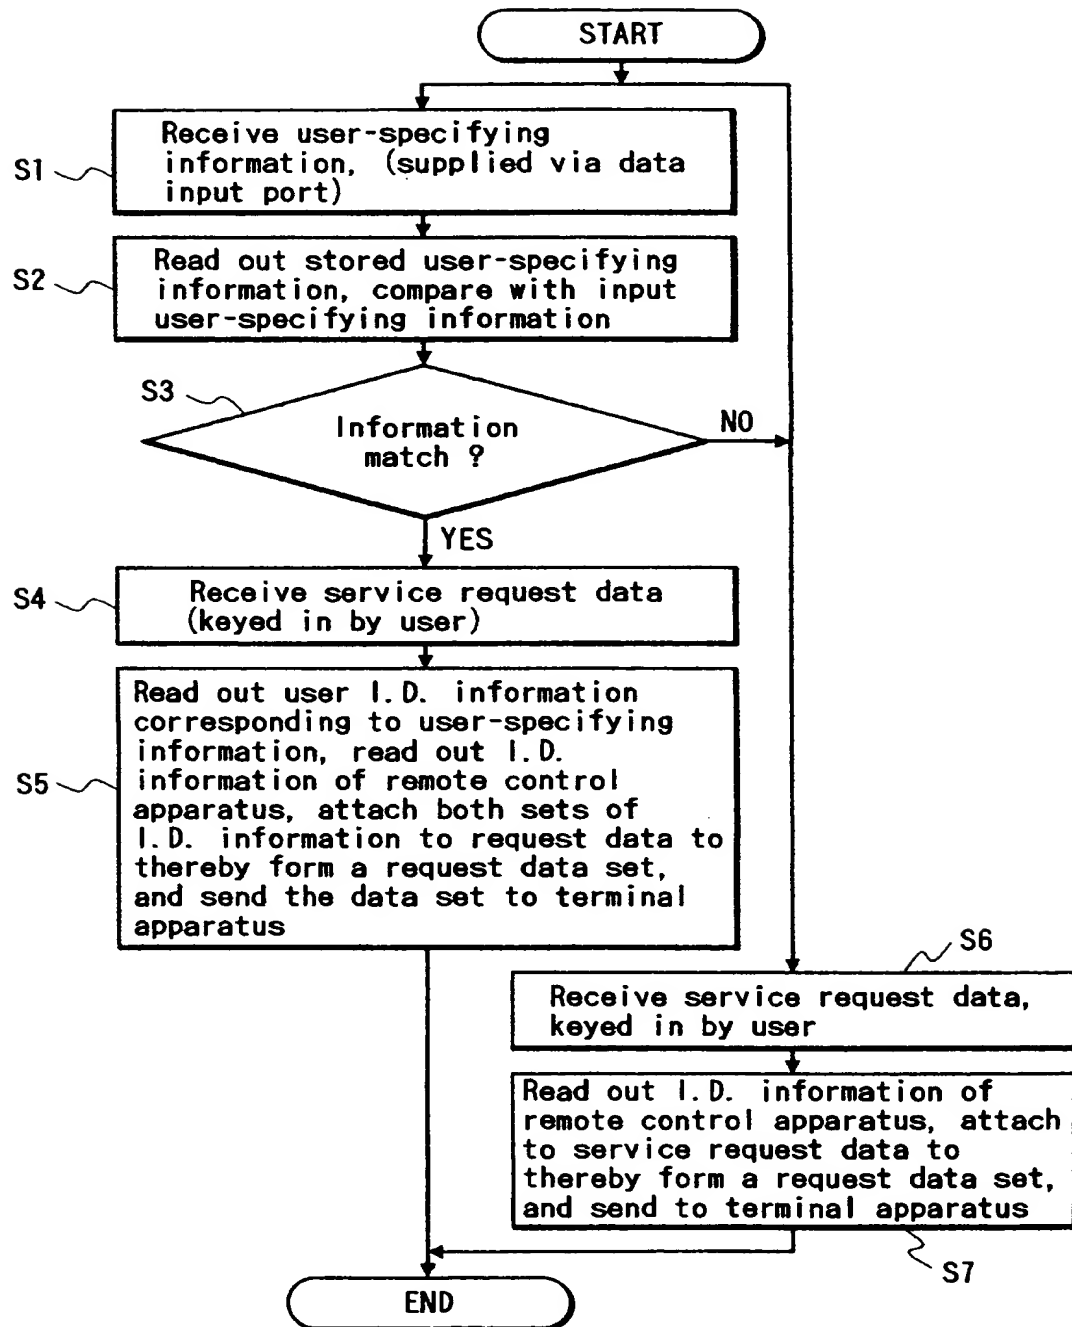 START
Receive user-specifying
information, (supplied via data
input port)
S1
Read out stored user-specifying
information, compare with input
user-specifying information
S2
S3
Information
match ?
NO
YES
S4
Receive service request data
(keyed in by user)
S5
Read out user I.D. information
corresponding to user-specifying
information, read out I.D.
information of remote control
apparatus, attach both sets of
I.D. information to request data to
thereby form a request data set,
and send the data set to terminal
apparatus
S6
Receive service request data,
keyed in by user
Read out I.D. information of
remote control apparatus, attach
to service request data to
thereby form a request data set,
and send to terminal apparatus
S7
END